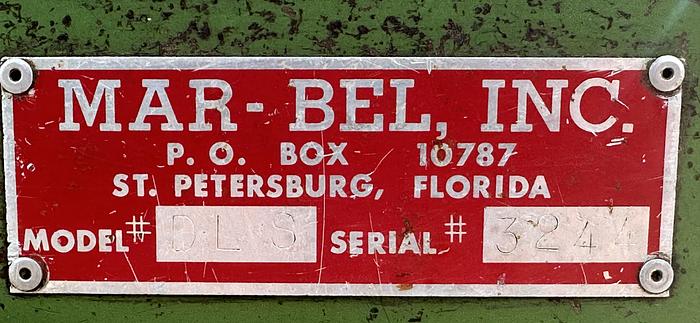 MAR-BEL, INC.
P. O. BOX 10787
ST. PETERSBURG, FLORIDA
MODEL# DLS SERIAL# 3244